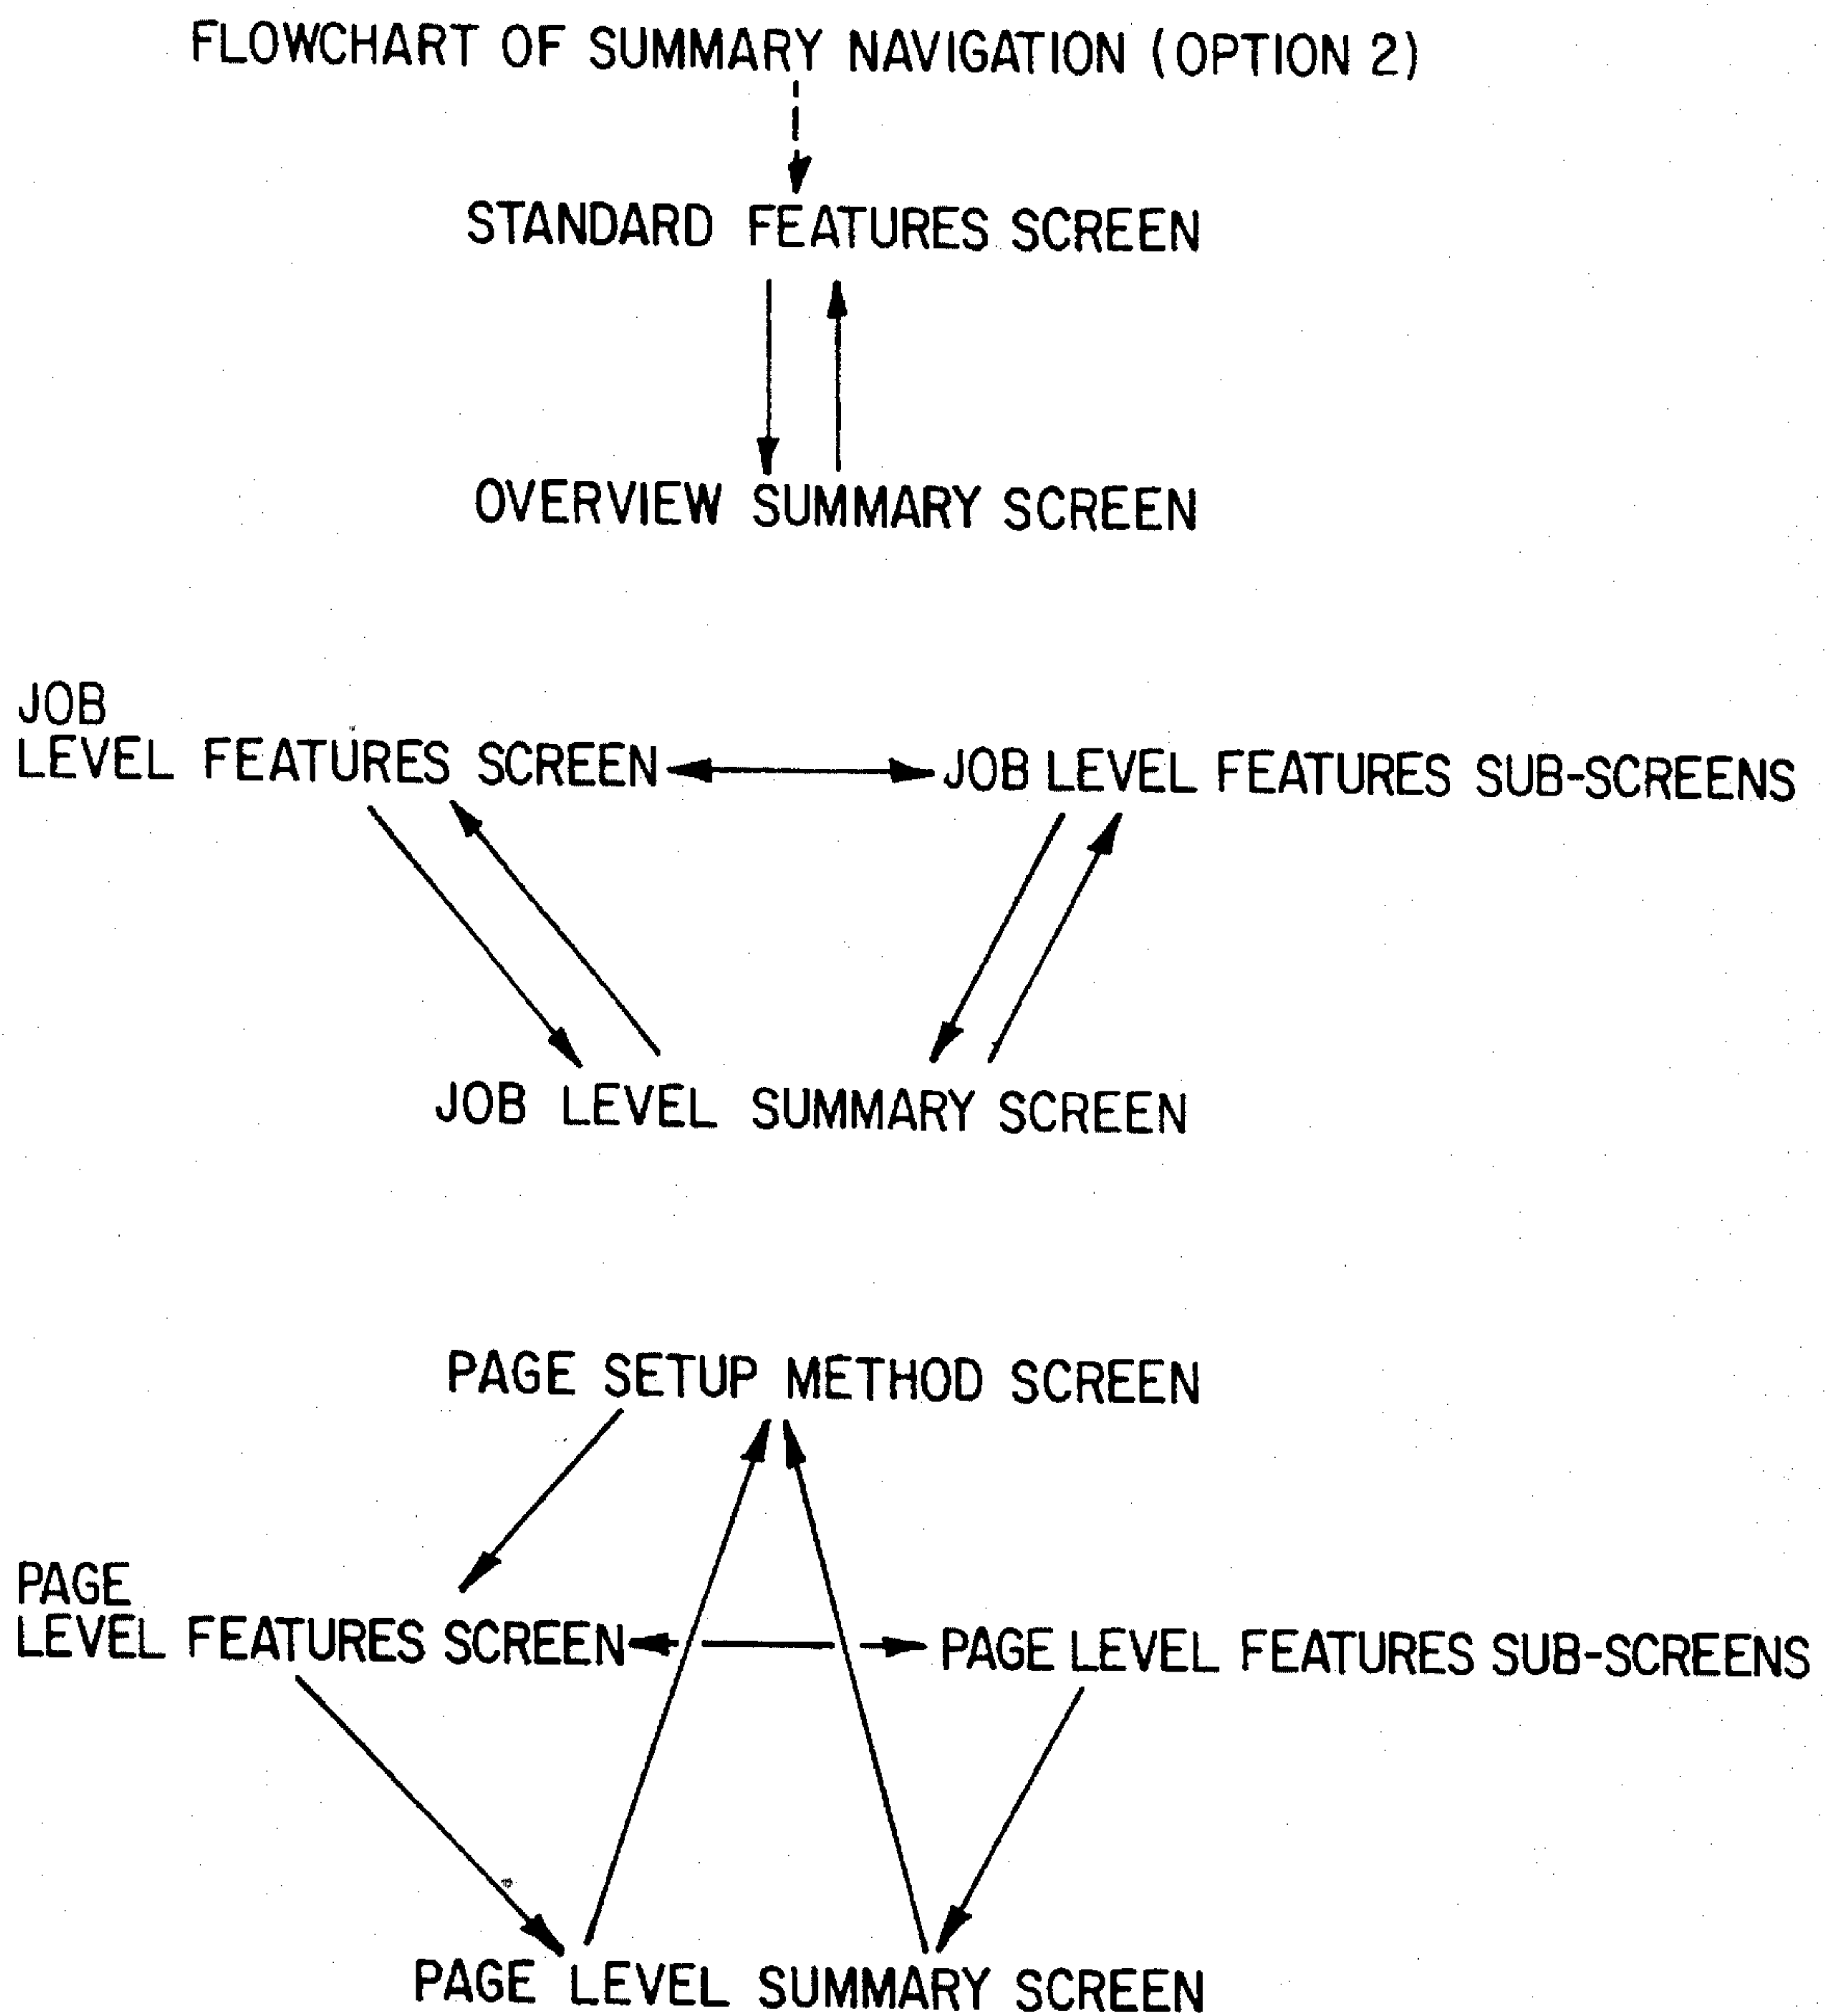 FLOWCHART OF SUMMARY NAVIGATION (OPTION 2)
STANDARD FEATURES SCREEN
OVERVIEW SUMMARY SCREEN
JOB
LEVEL FEATURES SCREEN
JOB LEVEL FEATURES SUB-SCREENS
JOB LEVEL SUMMARY SCREEN
PAGE SETUP METHOD SCREEN
PAGE
LEVEL FEATURES SCREEN
PAGE LEVEL FEATURES SUB-SCREENS
PAGE LEVEL SUMMARY SCREEN